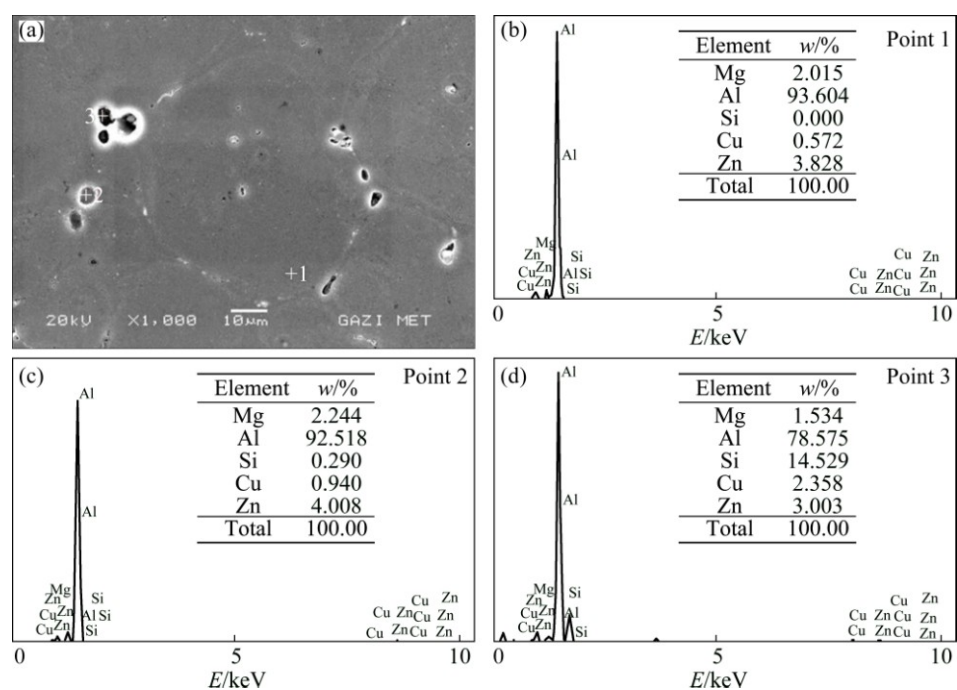 (a)
3
2
+1
20kV X1,000 10μm GAZI MET
(b)
Point 1
Element w/%
Mg 2.015
Al 93.604
Si 0.000
Cu 0.572
Zn 3.828
Total 100.00
Al
Al
Mg
Zn Si
Zn
Cu Al Si
Cu Zn Si
Cu Zn
Cu Zn Cu Zn
Cu Zn Cu Zn
0 5 10
E/keV
(c)
Point 2
Element w/%
Mg 2.244
Al 92.518
Si 0.290
Cu 0.940
Zn 4.008
Total 100.00
Al
Al
Mg
Zn Si
Zn
Cu Al Si
Cu Zn Si
Cu Zn
Cu Zn Zn
Cu Zn Cu Zn
0 5 10
E/keV
(d)
Point 3
Element w/%
Mg 1.534
Al 78.575
Si 14.529
Cu 2.358
Zn 3.003
Total 100.00
Al
Al
Mg Si
Zn
Cu Zn Al
Cu Zn Si
Cu Zn
Cu Zn Zn
Cu Zn Cu Zn
0 5 10
E/keV